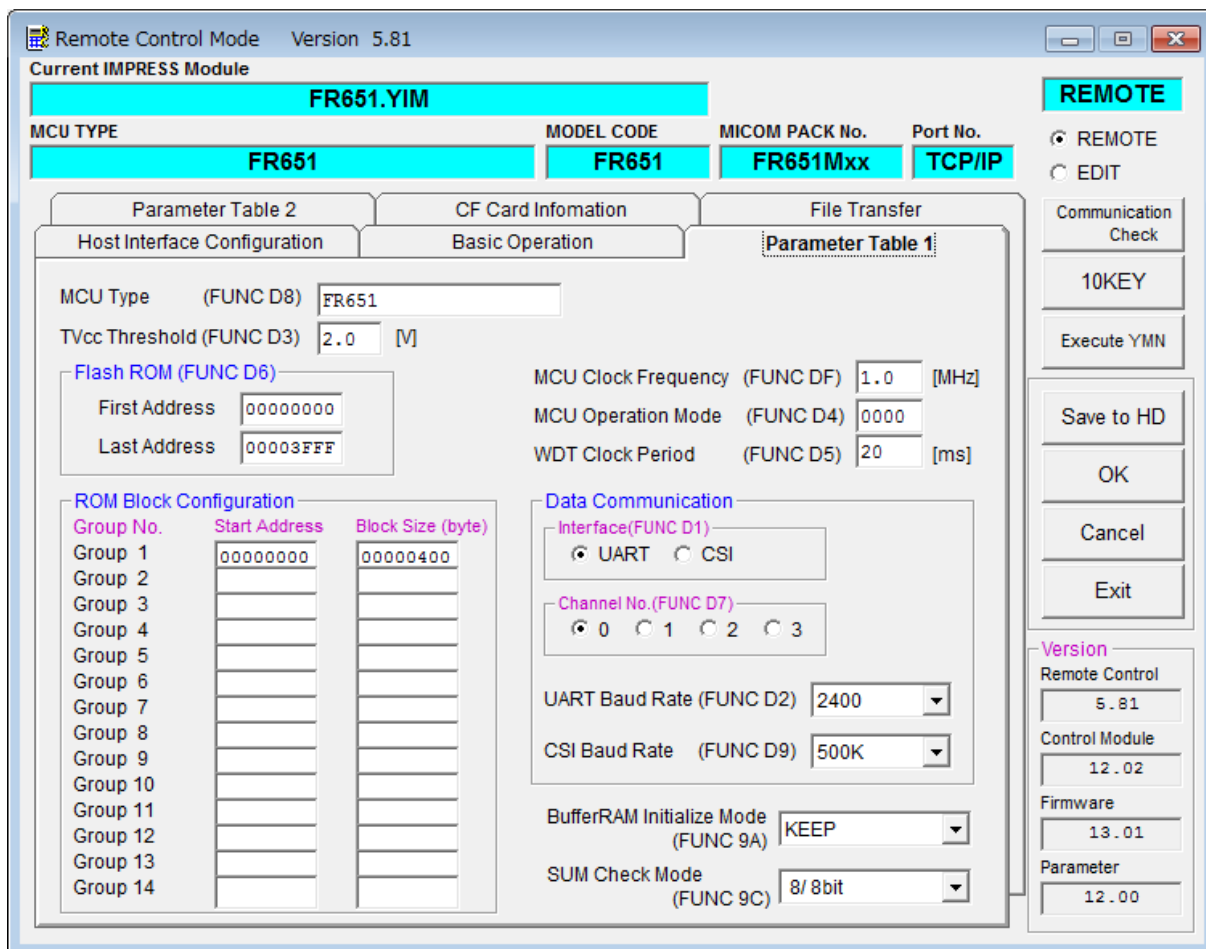 Remote Control Mode Version 5.81
Current IMPRESS Module
FR651.YIM
REMOTE
MCU TYPE MODEL CODE MICOM PACK No. Port No.
FR651 FR651 FR651Mxx TCP/IP
REMOTE
EDIT
Parameter Table 2 CF Card Infomation File Transfer
Host Interface Configuration Basic Operation Parameter Table 1
Communication
Check
10KEY
Execute YMN
Save to HD
OK
Cancel
Exit
MCU Type (FUNC D8) FR651
TVcc Threshold (FUNC D3) 2.0 [V]
Flash ROM (FUNC D6)
First Address 00000000
Last Address 00003FFF
MCU Clock Frequency (FUNC DF) 1.0 [MHz]
MCU Operation Mode (FUNC D4) 0000
WDT Clock Period (FUNC D5) 20 [ms]
ROM Block Configuration
Group No. Start Address Block Size (byte)
Group 1 00000000 00000400
Group 2
Group 3
Group 4
Group 5
Group 6
Group 7
Group 8
Group 9
Group 10
Group 11
Group 12
Group 13
Group 14
Data Communication
Interface(FUNC D1)
UART CSI
Channel No.(FUNC D7)
0 1 2 3
UART Baud Rate (FUNC D2) 2400
CSI Baud Rate (FUNC D9) 500K
BufferRAM Initialize Mode
(FUNC 9A) KEEP
SUM Check Mode
(FUNC 9C) 8/ 8bit
Version
Remote Control
5.81
Control Module
12.02
Firmware
13.01
Parameter
12.00